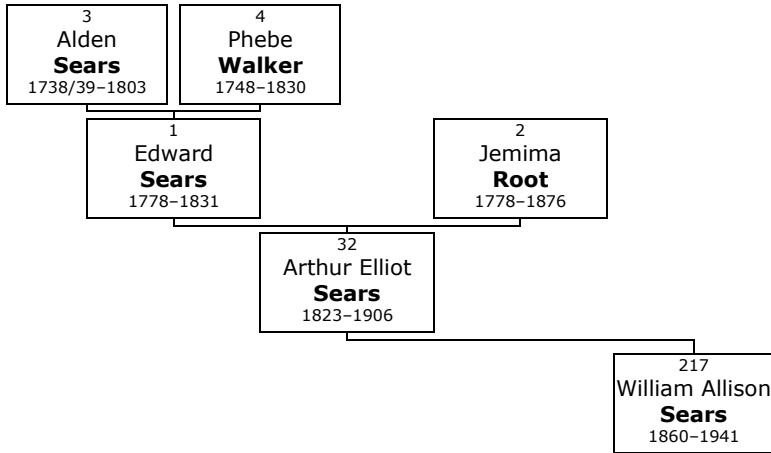 3
Alden
Sears
1738/39–1803
4
Phebe
Walker
1748–1830
1
Edward
Sears
1778–1831
2
Jemima
Root
1778–1876
32
Arthur Elliot
Sears
1823–1906
217
William Allison
Sears
1860–1941